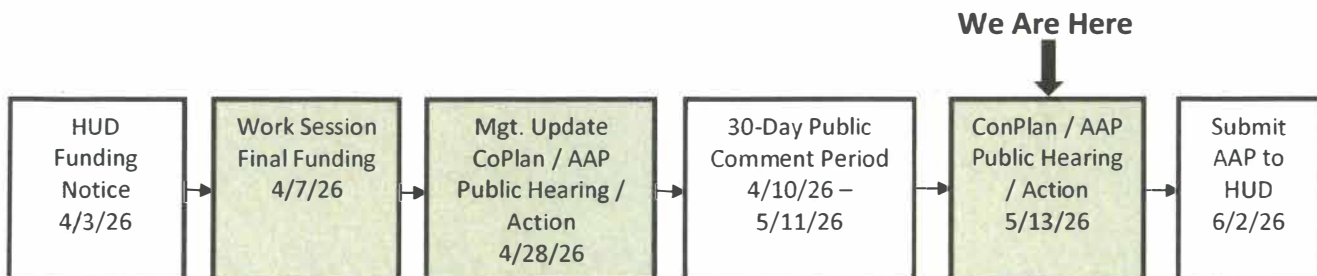 We Are Here
HUD
Funding
Notice
4/3/26
Work Session
Final Funding
4/7/26
Mgt. Update
CoPlan / AAP
Public Hearing /
Action
4/28/26
30-Day Public
Comment Period
4/10/26 –
5/11/26
ConPlan / AAP
Public Hearing
/ Action
5/13/26
Submit
AAP to
HUD
6/2/26